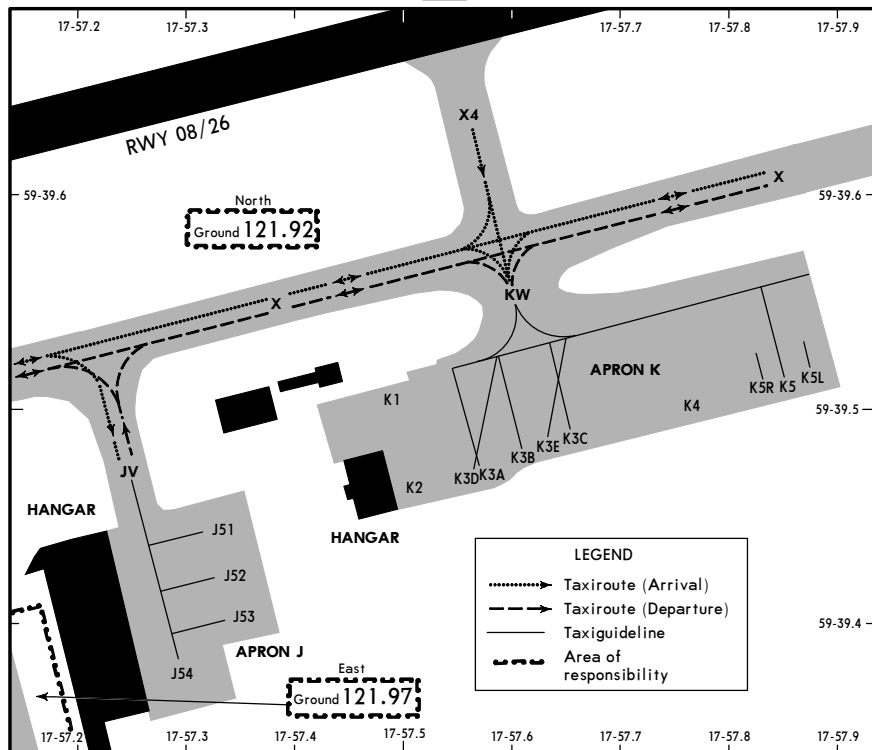 17-57.2 17-57.3 17-57.7 17-57.8 17-57.9
RWY 08/26
X4
59-39.6 59-39.6
X
North
Ground 121.92
KW
X
APRON K
K5R K5 K5L
K1
K4
59-39.5
K3C
K3E
K3B
K3D K3A
JV
K2
HANGAR
HANGAR
J51
J52
J53
J54
APRON J
LEGEND
Taxiroute (Arrival)
Taxiroute (Departure)
Taxiguideline
Area of
responsibility
59-39.4
East
Ground 121.97
17-57.2 17-57.3 17-57.4 17-57.5 17-57.6 17-57.7 17-57.8 17-57.9